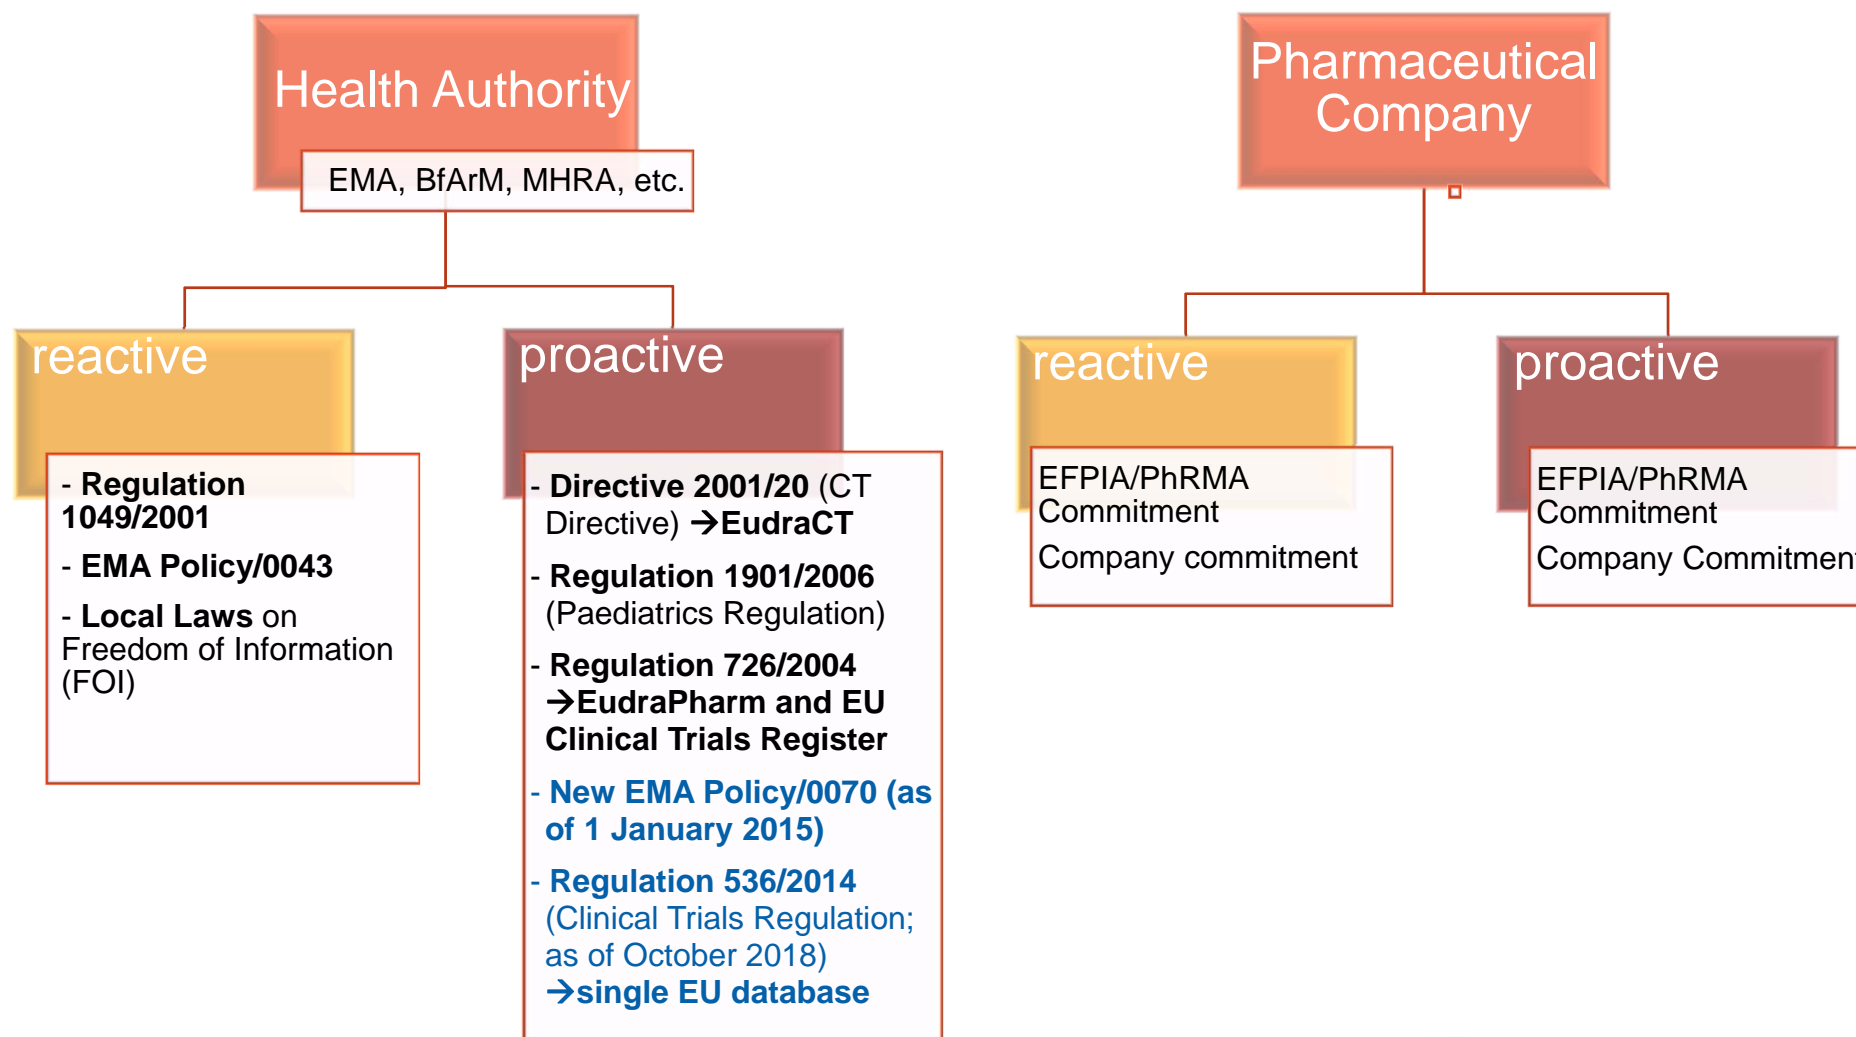 Health Authority
EMA, BfArM, MHRA, etc.
reactive
- Regulation
1049/2001
- EMA Policy/0043
- Local Laws on
Freedom of Information
(FOI)
proactive
- Directive 2001/20 (CT
Directive) →EudraCT
- Regulation 1901/2006
(Paediatrics Regulation)
- Regulation 726/2004
→EudraPharm and EU
Clinical Trials Register
- New EMA Policy/0070 (as
of 1 January 2015)
- Regulation 536/2014
(Clinical Trials Regulation;
as of October 2018)
→single EU database
Pharmaceutical
Company
reactive
EFPIA/PhRMA
Commitment
Company commitment
proactive
EFPIA/PhRMA
Commitment
Company Commitment